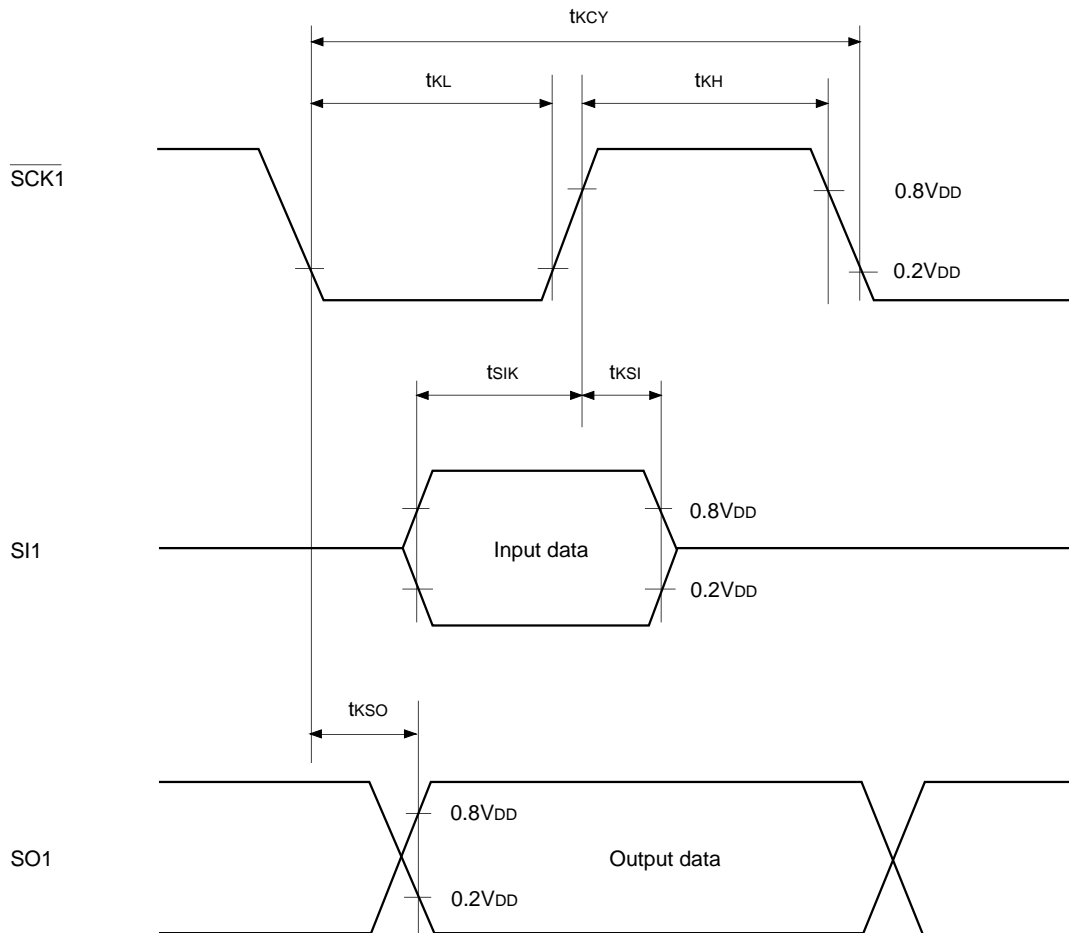 tKCY
tKL
tKH
SCK1
0.8VDD
0.2VDD
tSIK
tKSI
SI1
0.8VDD
Input data
0.2VDD
tKSO
SO1
0.8VDD
Output data
0.2VDD